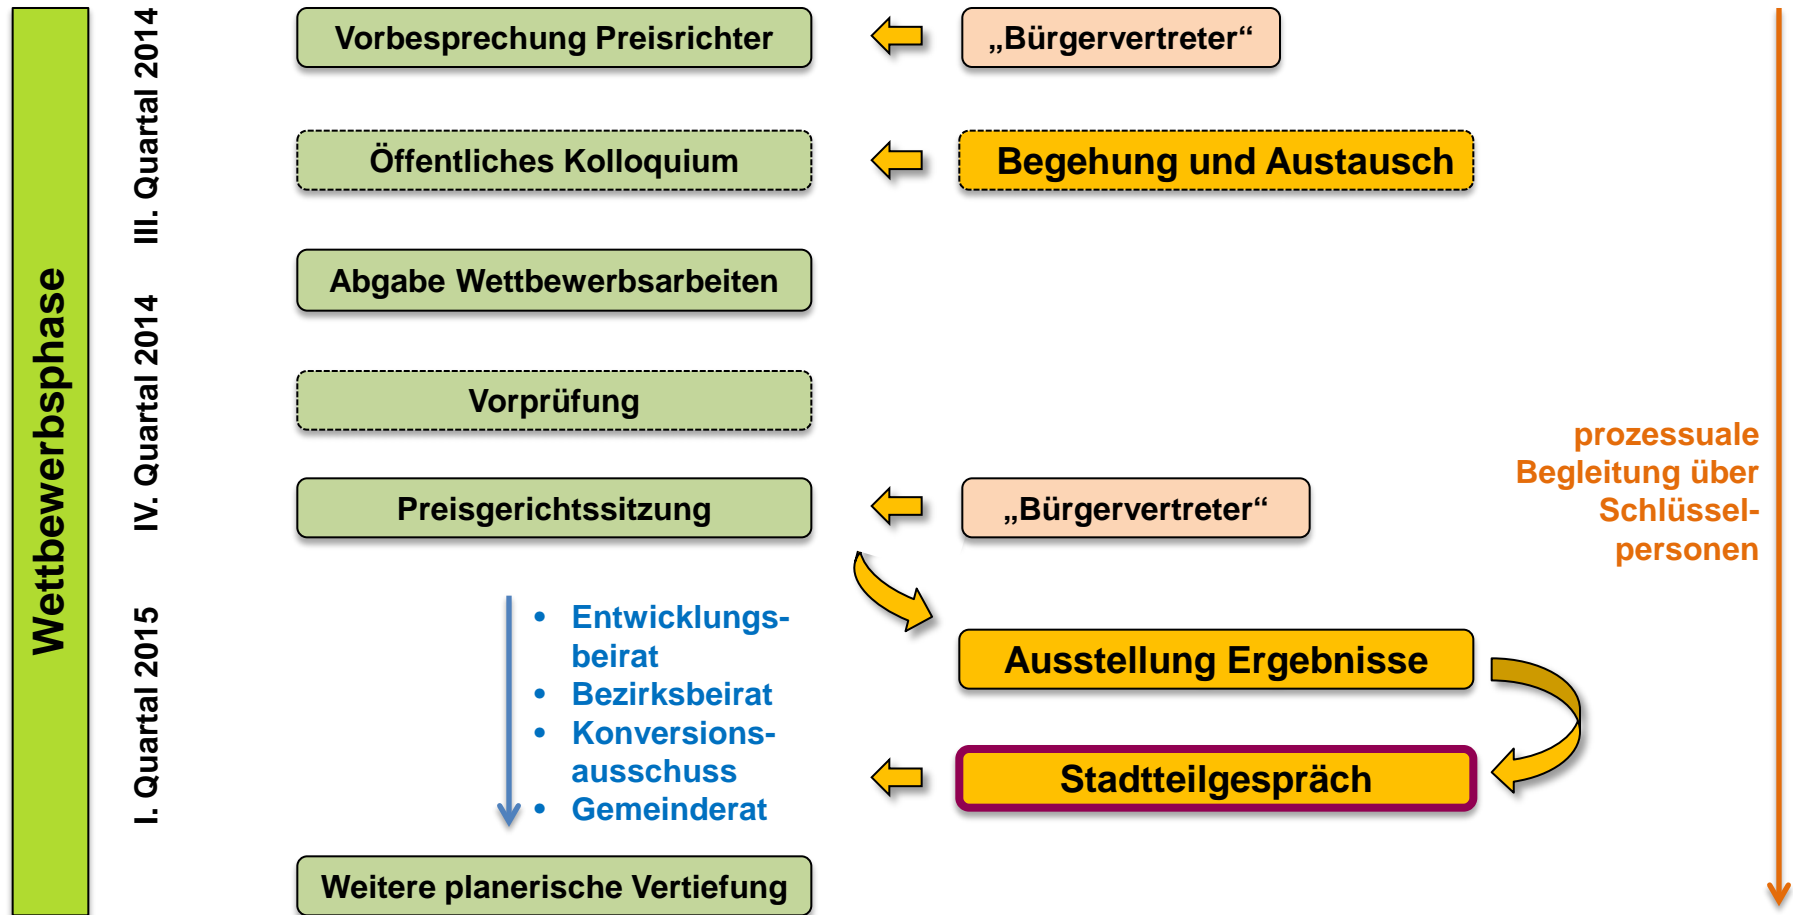 Wettbewerbsphase
III. Quartal 2014
Vorbesprechung Preisrichter
„Bürgervertreter“
Öffentliches Kolloquium
Begehung und Austausch
Abgabe Wettbewerbsarbeiten
IV. Quartal 2014
Vorprüfung
Preisgerichtssitzung
„Bürgervertreter“
prozessuale
Begleitung über
Schlüssel-
personen
I. Quartal 2015
• Entwicklungs-
beirat
• Bezirksbeirat
• Konversions-
ausschuss
• Gemeinderat
Ausstellung Ergebnisse
Stadtteilgespräch
Weitere planerische Vertiefung